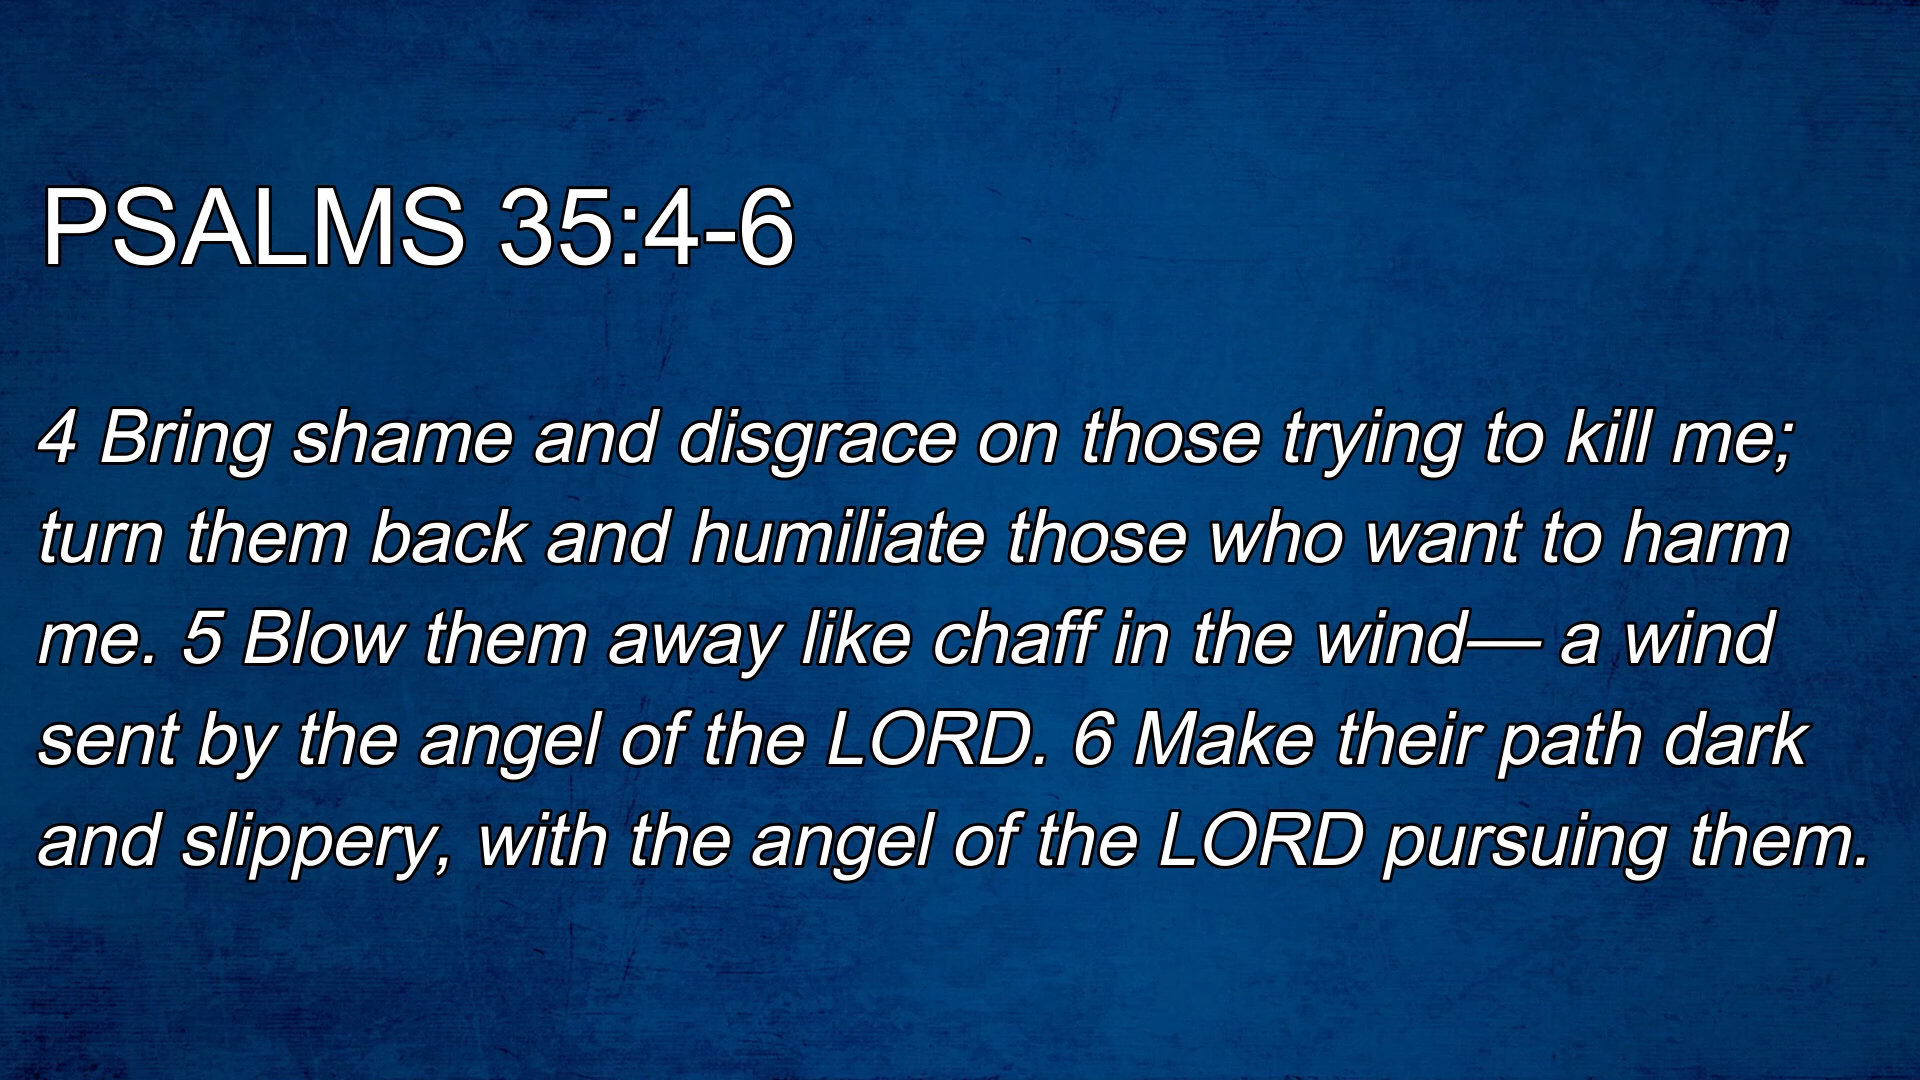 PSALMS 35:4-6
4 Bring shame and disgrace on those trying to kill me;
turn them back and humiliate those who want to harm
me. 5 Blow them away like chaff in the wind— a wind
sent by the angel of the LORD. 6 Make their path dark
and slippery, with the angel of the LORD pursuing them.